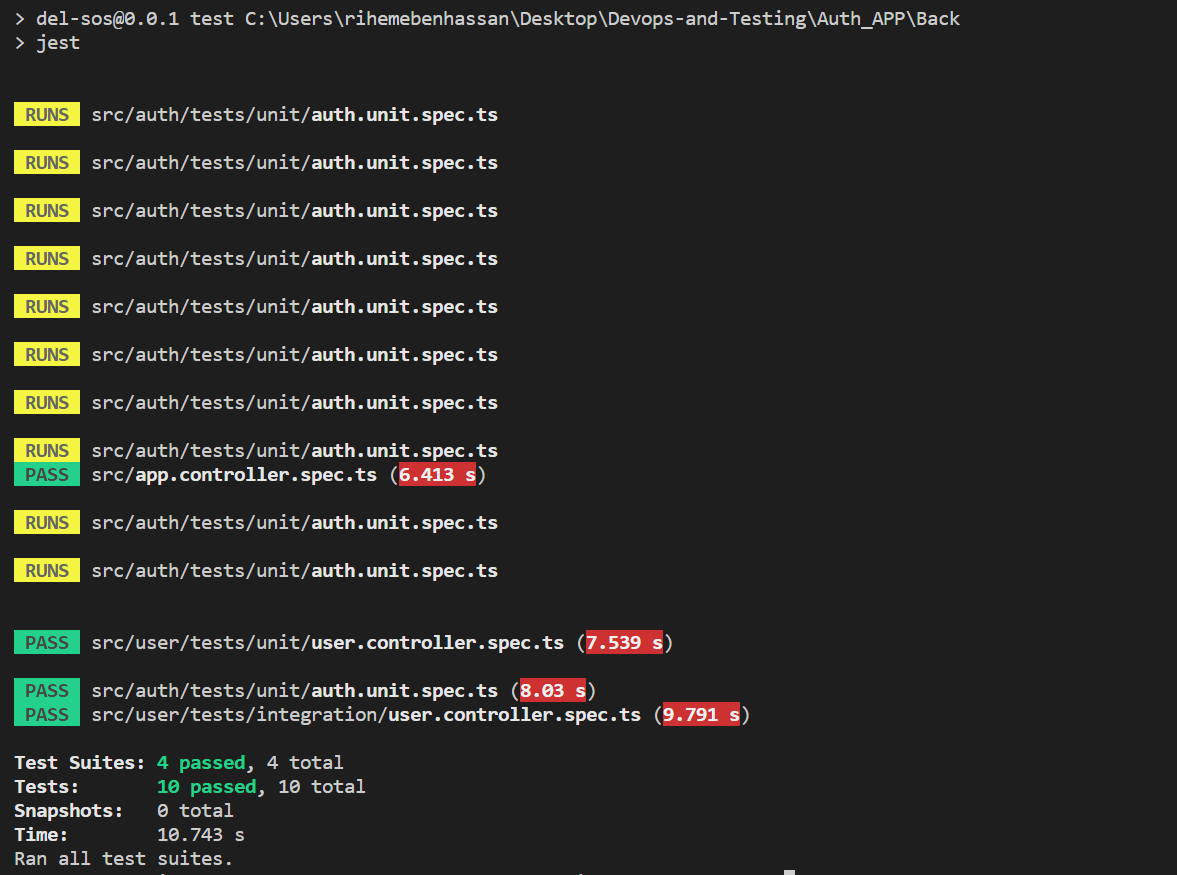 > del-sos@0.0.1 test C:\Users\rihemebenhassan\Desktop\Devops-and-Testing\Auth_APP\Back
> jest
RUNS src/auth/tests/unit/auth.unit.spec.ts
RUNS src/auth/tests/unit/auth.unit.spec.ts
RUNS src/auth/tests/unit/auth.unit.spec.ts
RUNS src/auth/tests/unit/auth.unit.spec.ts
RUNS src/auth/tests/unit/auth.unit.spec.ts
RUNS src/auth/tests/unit/auth.unit.spec.ts
RUNS src/auth/tests/unit/auth.unit.spec.ts
RUNS src/auth/tests/unit/auth.unit.spec.ts
PASS src/app.controller.spec.ts (6.413 s)
RUNS src/auth/tests/unit/auth.unit.spec.ts
RUNS src/auth/tests/unit/auth.unit.spec.ts
PASS src/user/tests/unit/user.controller.spec.ts (7.539 s)
PASS src/auth/tests/unit/auth.unit.spec.ts (8.03 s)
PASS src/user/tests/integration/user.controller.spec.ts (9.791 s)
Test Suites: 4 passed, 4 total
Tests: 10 passed, 10 total
Snapshots: 0 total
Time: 10.743 s
Ran all test suites.